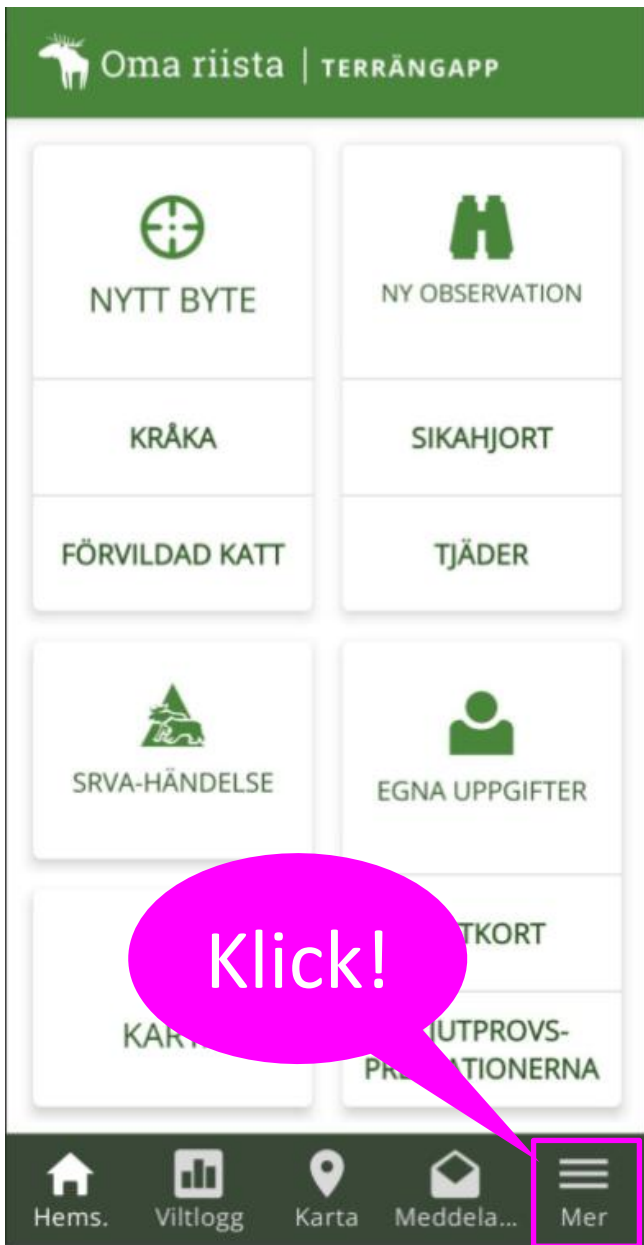 Oma riista | TERRÄNGAPP
NYTT BYTE
KRÅKA
FÖRVILDAD KATT
NY OBSERVATION
SIKAHJORT
TJÄDER
SRVA-HÄNDELSE
EGNA UPPGIFTER
Klick!
Hems.
Viltlogg
Karta
Meddela...
Mer